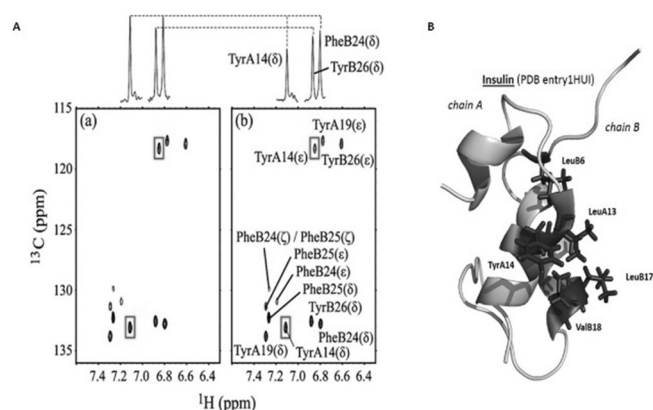 A
B
PheB24(δ)
TyrA14(δ)
TyrB26(δ)
115
120
125
130
135
13C (ppm)
(a)
(b)
TyrA19(ε)
TyrA14(ε)
TyrB26(ε)
PheB24(ζ) / PheB25(ζ)
PheB25(ε)
PheB24(ε)
PheB25(δ)
TyrB26(δ)
PheB24(δ)
TyrA19(δ)
TyrA14(δ)
7.4 7.2 7.0 6.8 6.6 6.4
7.4 7.2 7.0 6.8 6.6 6.4
1H (ppm)
Insulin (PDB entry1HUI)
chain A
chain B
LeuB6
LeuA13
TyrA14
LeuB17
ValB18